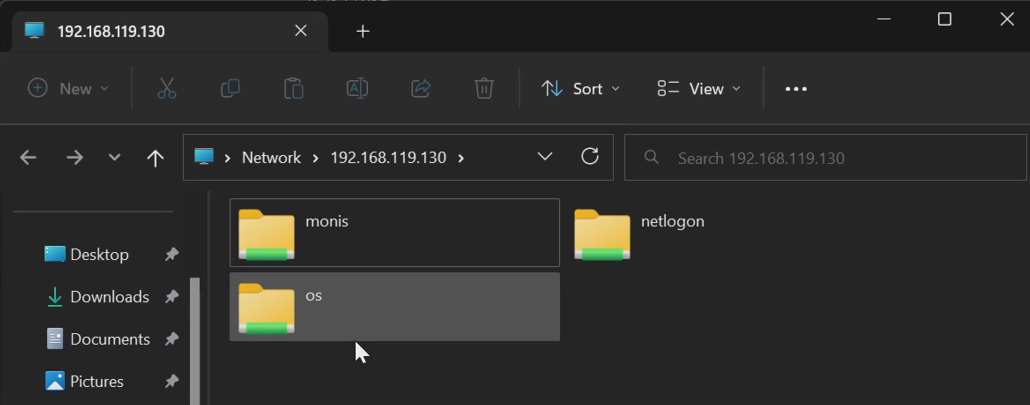 192.168.119.130
New
Sort
View
Network
192.168.119.130
Search 192.168.119.130
monis
netlogon
Desktop
os
Downloads
Documents
Pictures